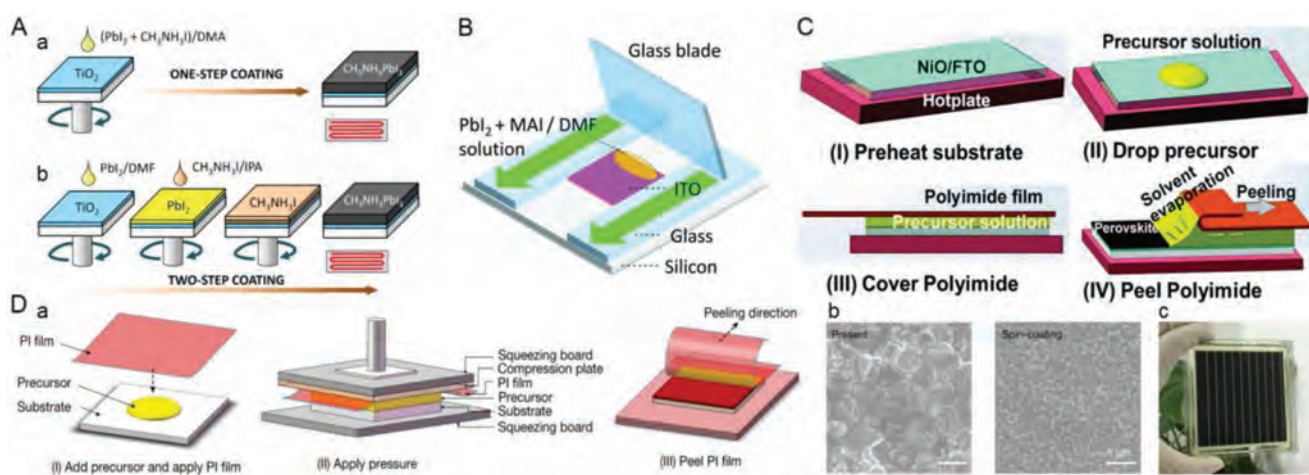 A
a
(PbI2 + CH3NH3I)/DMA
TiO2
ONE-STEP COATING
CH3NH3PbI3
b
PbI2/DMF
CH3NH3I/IPA
TiO2
PbI2
CH3NH3I
CH3NH3PbI3
TWO-STEP COATING
B
Glass blade
PbI2 + MAI / DMF
solution
ITO
Glass
Silicon
C
NiO/FTO
Hotplate
(I) Preheat substrate
Precursor solution
(II) Drop precursor
Polyimide film
Precursor solution
(III) Cover Polyimide
Solvent
evaporation
Peeling
Perovskite
(IV) Peel Polyimide
D
a
PI film
Precursor
Substrate
(I) Add precursor and apply PI film
Squeezing board
Compression plate
PI film
Precursor
Substrate
Squeezing board
(II) Apply pressure
Peeling direction
(III) Peel PI film
b
Present
Spin-coating
c